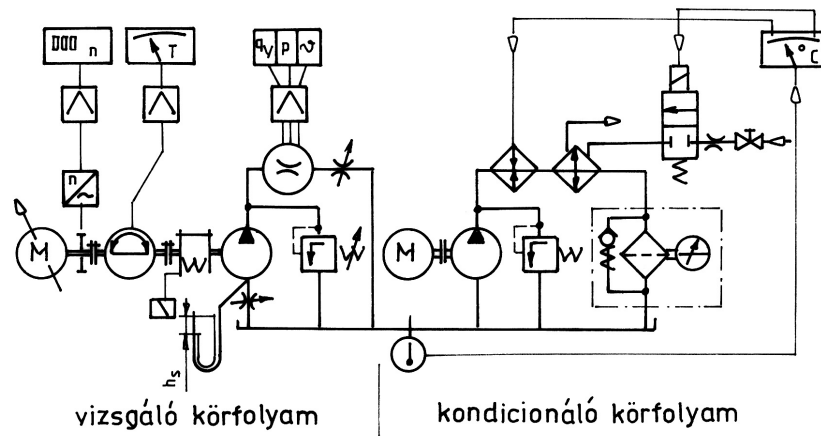 n
T
qv p ϑ
°C
n
~
M
M
hs
vizsgáló körfolyam
kondicionáló körfolyam